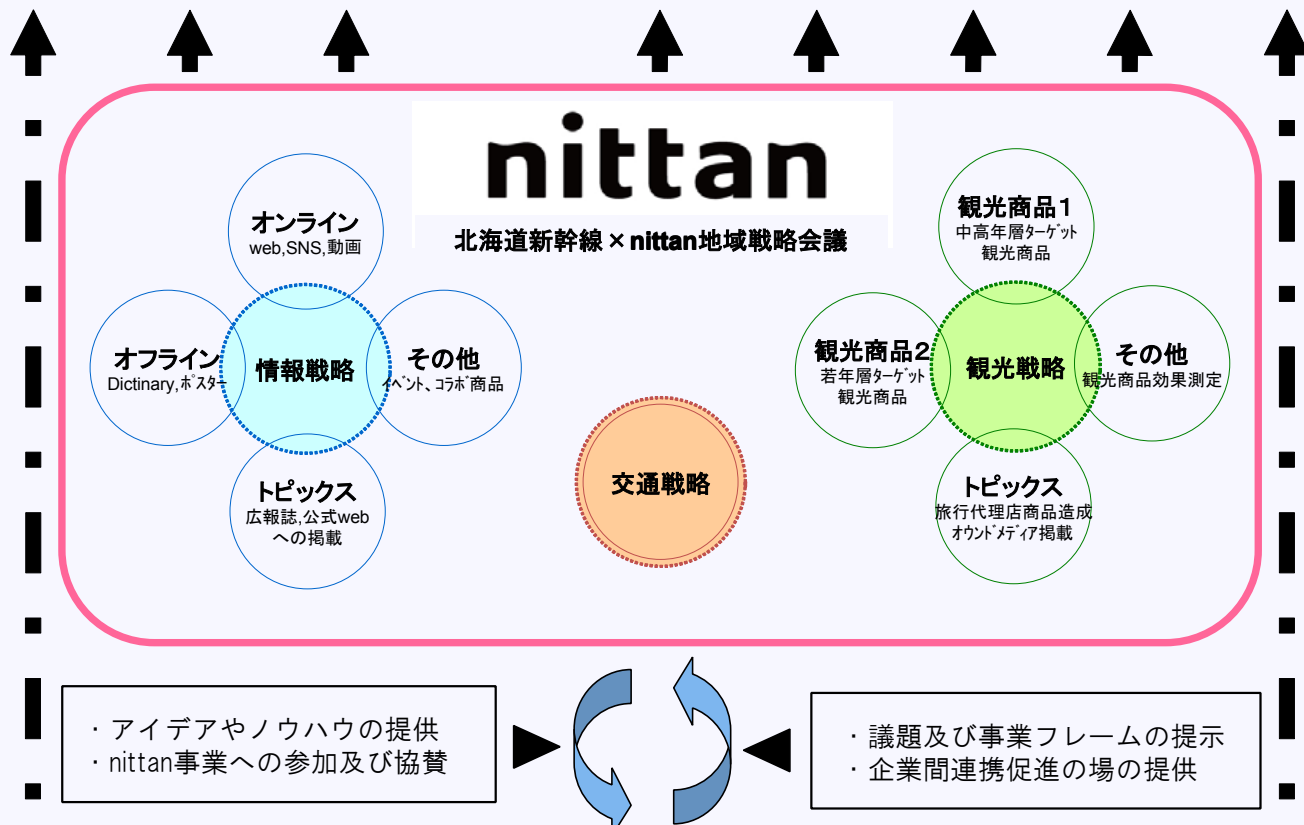 nittan
北海道新幹線×nittan地域戦略会議
オンライン
web,SNS,動画
オフライン
Dictinary,ポスター
情報戦略
その他
イベント、コラボ商品
トピックス
広報誌,公式web
への掲載
交通戦略
観光商品1
中高年層ターゲット
観光商品
観光商品2
若年層ターゲット
観光商品
観光戦略
その他
観光商品効果測定
トピックス
旅行代理店商品造成
オウンドメディア掲載
・アイデアやノウハウの提供
・nittan事業への参加及び協賛
・議題及び事業フレームの提示
・企業間連携促進の場の提供